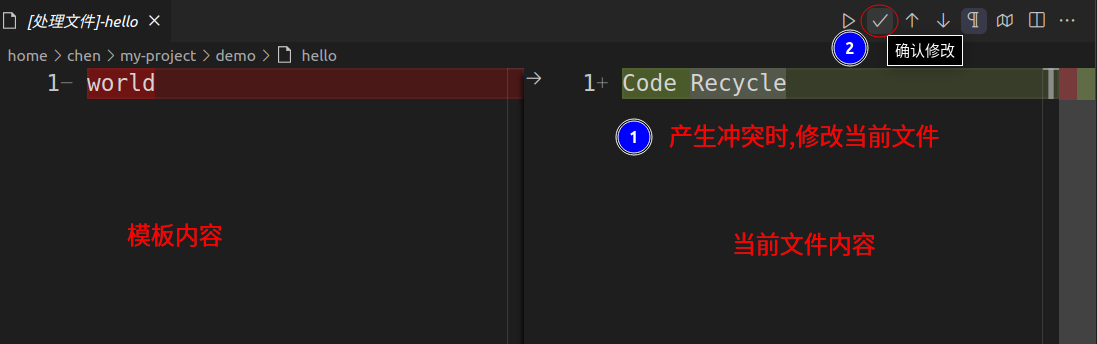 [处理文件]-hello
home > chen > my-project > demo > hello
2
确认修改
1− world
1+ Code Recycle
1 产生冲突时,修改当前文件
模板内容
当前文件内容